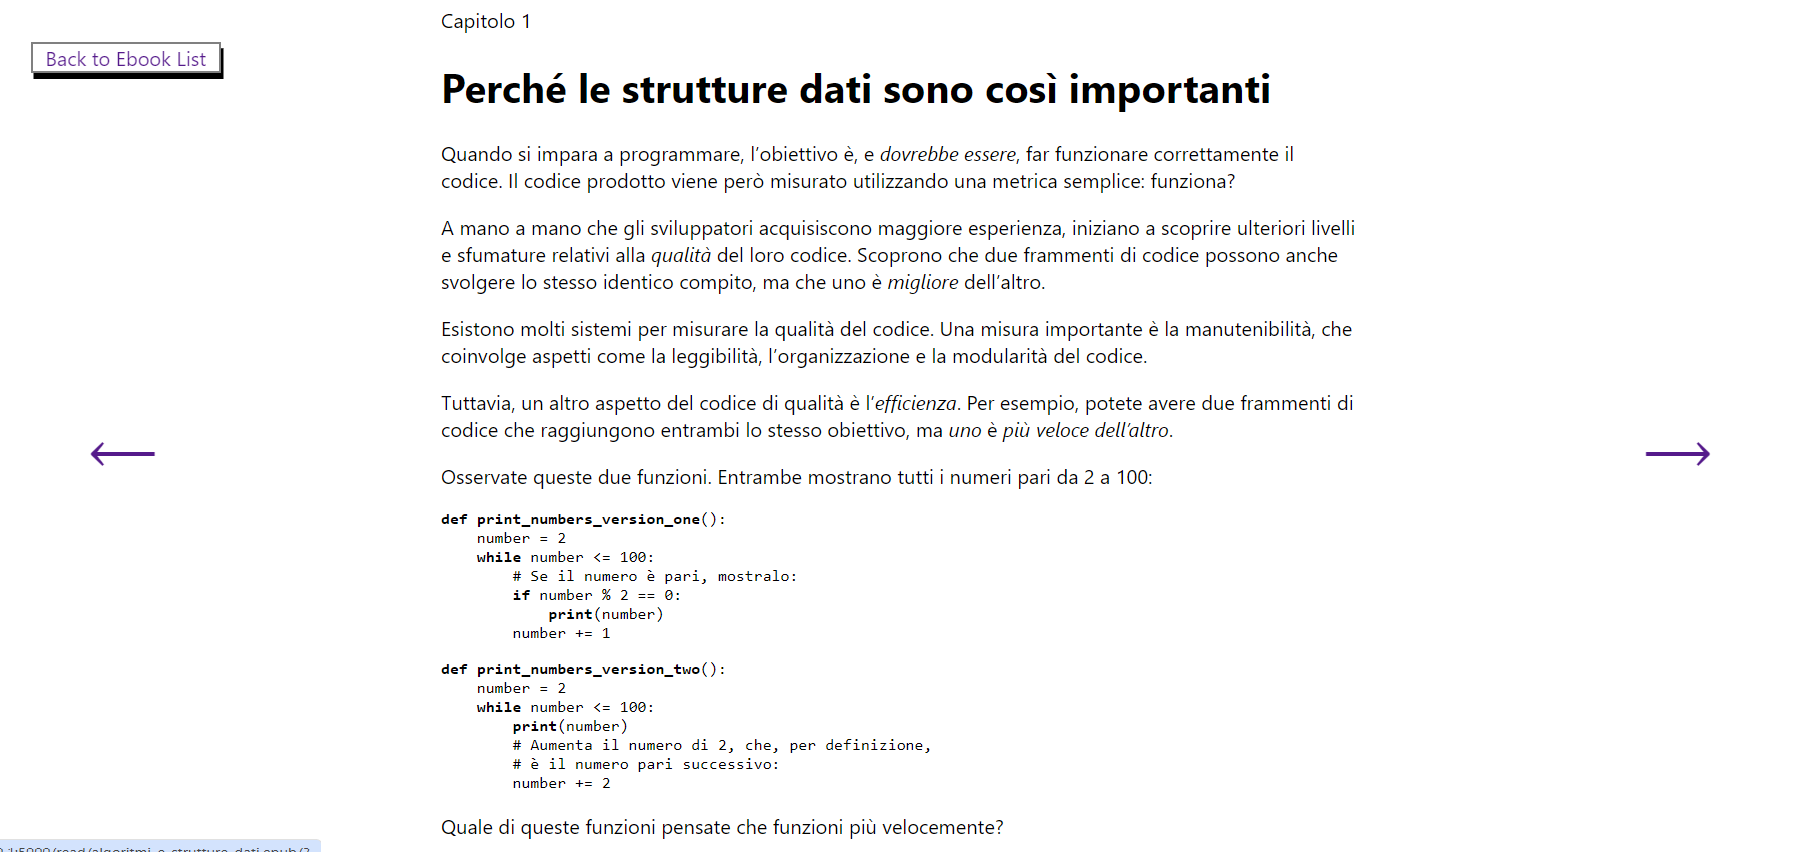 Capitolo 1
Back to Ebook List
Perché le strutture dati sono così importanti
Quando si impara a programmare, l’obiettivo è, e dovrebbe essere, far funzionare correttamente il
codice. Il codice prodotto viene però misurato utilizzando una metrica semplice: funziona?
A mano a mano che gli sviluppatori acquisiscono maggiore esperienza, iniziano a scoprire ulteriori livelli
e sfumature relativi alla qualità del loro codice. Scoprono che due frammenti di codice possono anche
svolgere lo stesso identico compito, ma che uno è migliore dell’altro.
Esistono molti sistemi per misurare la qualità del codice. Una misura importante è la manutenibilità, che
coinvolge aspetti come la leggibilità, l’organizzazione e la modularità del codice.
Tuttavia, un altro aspetto del codice di qualità è l’efficienza. Per esempio, potete avere due frammenti di
codice che raggiungono entrambi lo stesso obiettivo, ma uno è più veloce dell’altro.
Osservate queste due funzioni. Entrambe mostrano tutti i numeri pari da 2 a 100:
def print_numbers_version_one():
    number = 2
    while number <= 100:
        # Se il numero è pari, mostralo:
        if number % 2 == 0:
            print(number)
        number += 1
def print_numbers_version_two():
    number = 2
    while number <= 100:
        print(number)
        # Aumenta il numero di 2, che, per definizione,
        # è il numero pari successivo:
        number += 2
Quale di queste funzioni pensate che funzioni più velocemente?